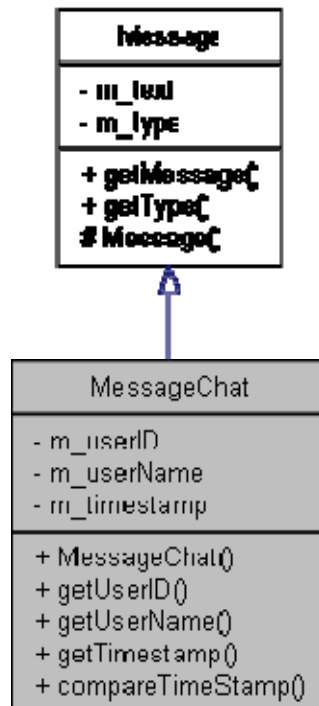 Message
- m_text
- m_type
+ getMessage()
+ getType()
# Message()
MessageChat
- m_userID
- m_userName
- m_timestamp
+ MessageChat()
+ getUserID()
+ getUserName()
+ getTimestamp()
+ compareTimeStamp()